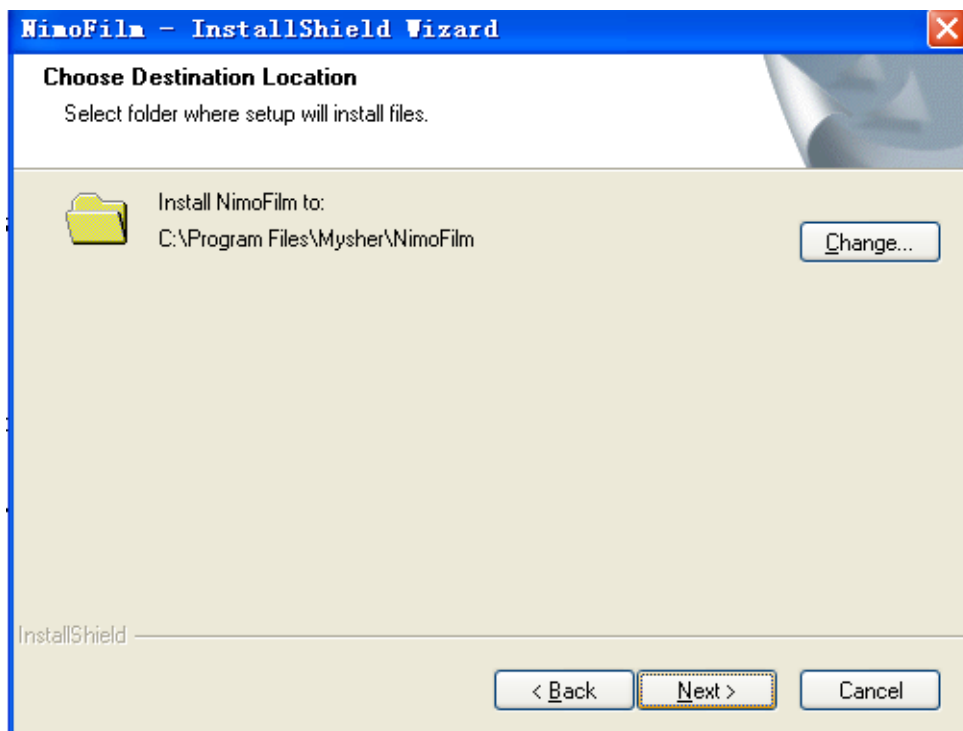 NimoFilm - InstallShield Wizard
Choose Destination Location
Select folder where setup will install files.
Install NimoFilm to:
C:\Program Files\Mysher\NimoFilm
Change...
InstallShield
< Back
Next >
Cancel